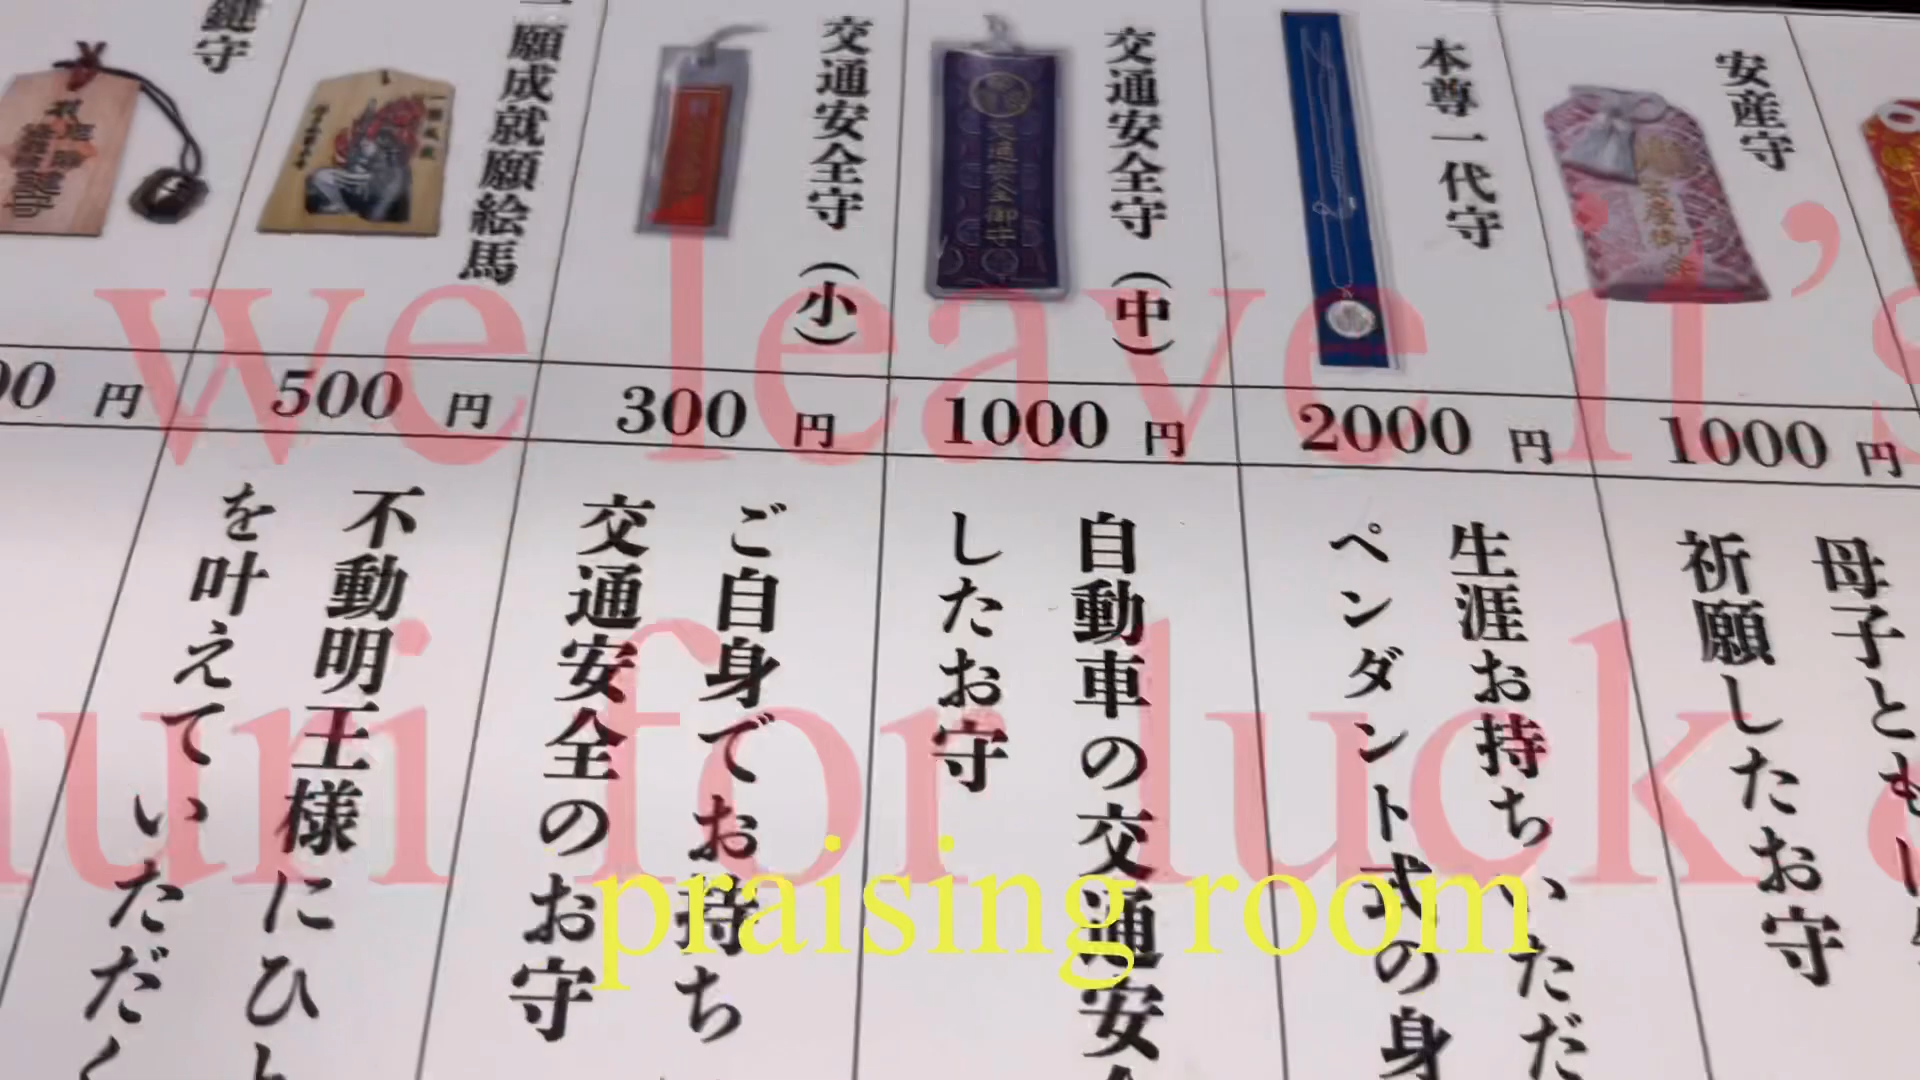 安産守
1000 円
母子とも
祈願したお守
本尊一代守
2000 円
生涯お持ちいただ
ペンダント式の身
交通安全守(中)
1000 円
自動車の交通安全
したお守
交通安全守(小)
300 円
ご自身でお持ち
交通安全のお守
一願成就願絵馬
500 円
不動明王様にひと
を叶えていただく
鍵守
00 円
we leave it's
uri for luck a
praising room